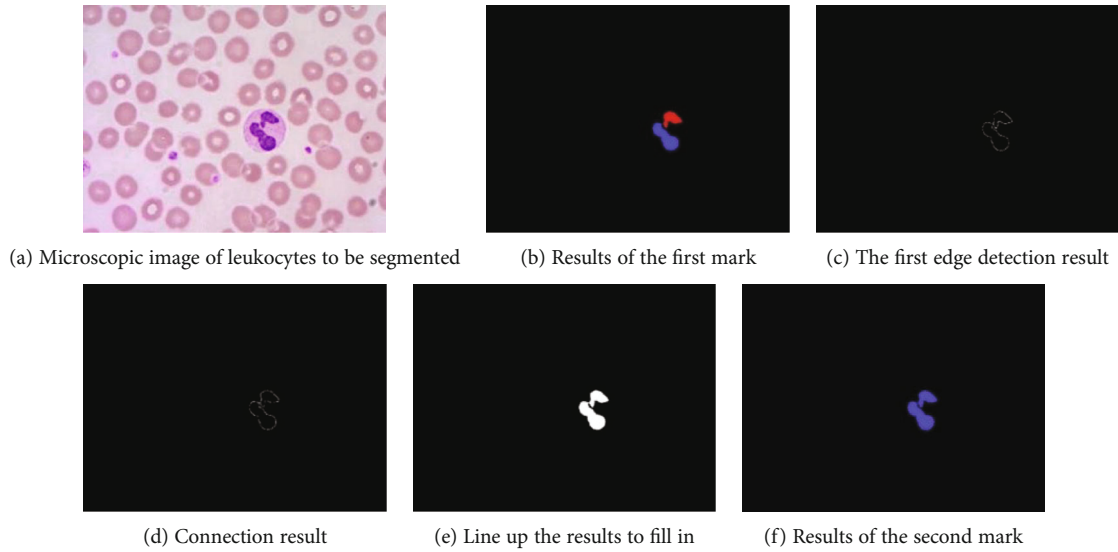 (a) Microscopic image of leukocytes to be segmented
(b) Results of the first mark
(c) The first edge detection result
(d) Connection result
(e) Line up the results to fill in
(f) Results of the second mark